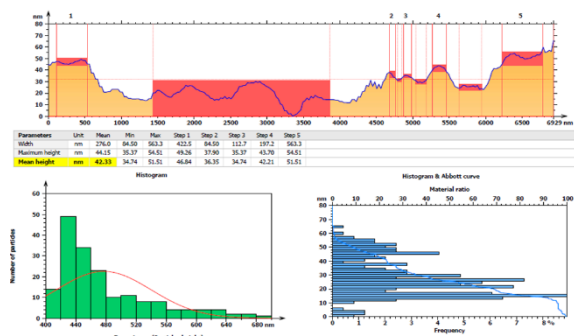 1 2 3 4 5
nm
80
70
60
50
40
30
20
10
0
0 500 1000 1500 2000 2500 3000 3500 4000 4500 5000 5500 6000 6500 6929 nm
Parameters Unit Mean Min Max Step 1 Step 2 Step 3 Step 4 Step 5
Width nm 276.0 84.50 563.3 422.5 84.50 112.7 197.2 563.3
Maximum height nm 44.15 35.37 54.51 49.26 37.90 35.37 43.70 54.51
Mean height nm 42.33 34.74 51.51 46.84 36.35 34.74 42.21 51.51
Histogram
Number of particles
60
50
40
30
20
10
0
400 440 480 520 560 600 640 680 nm
Histogram & Abbott curve
Material ratio
nm 0 10 20 30 40 50 60 70 80 90 100
80
70
60
50
40
30
20
10
0
0 1 2 3 4 5 6 7 8 %
Frequency